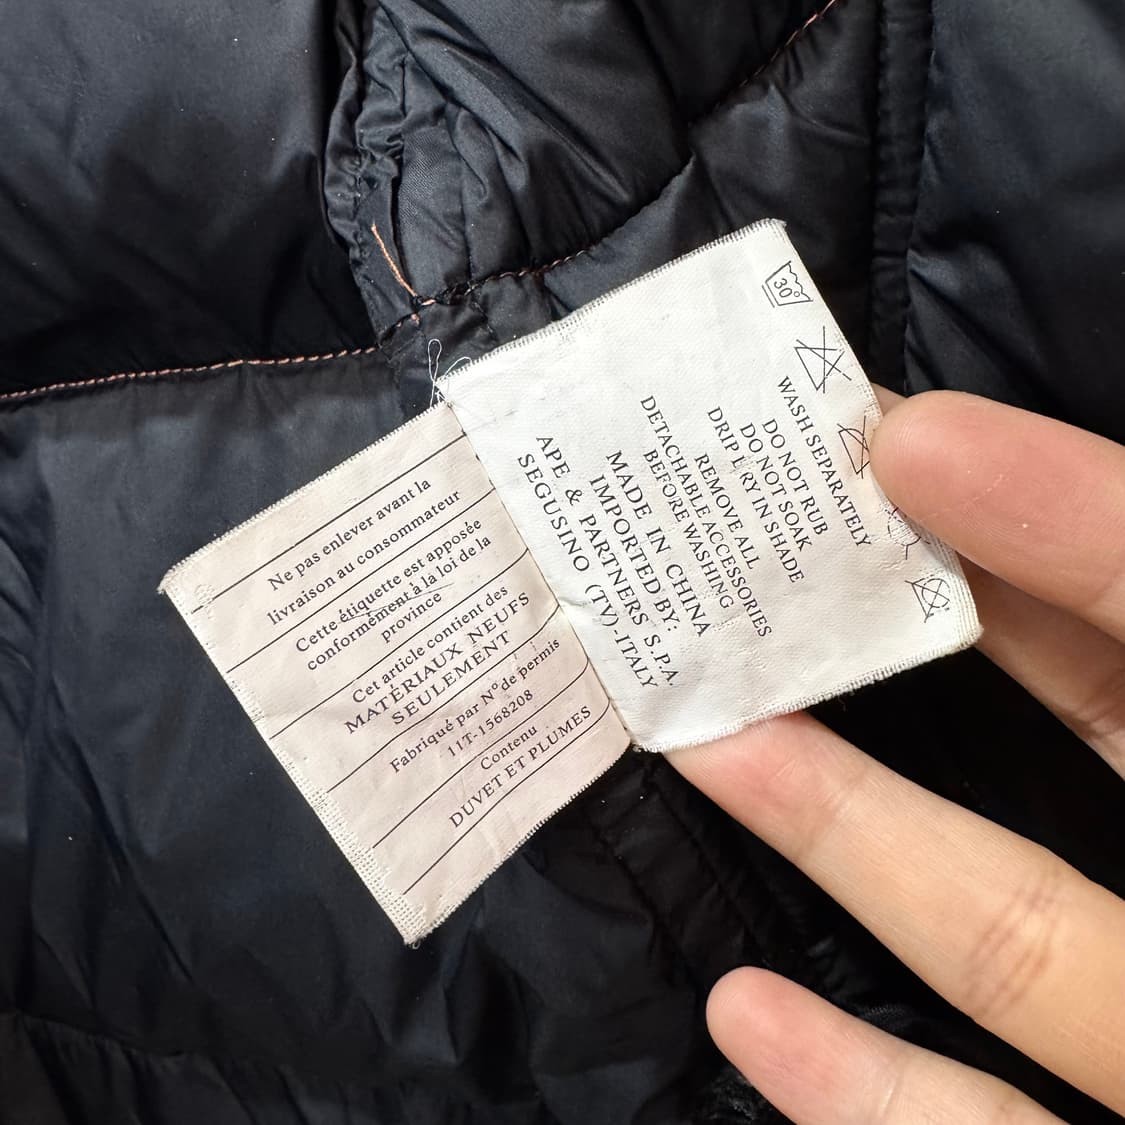 Ne pas enlever avant la
livraison au consommateur
Cette étiquette est apposée
conformément à la loi de la
province
Cet article contient des
MATÉRIAUX NEUFS
SEULEMENT
Fabriqué par N° de permis
11T-1568208
Contenu
DUVET ET PLUMES
30°
WASH SEPARATELY
DO NOT RUB
DO NOT SOAK
DRIP DRY IN SHADE
REMOVE ALL
DETACHABLE ACCESSORIES
BEFORE WASHING
MADE IN CHINA
IMPORTED BY:
APE & PARTNERS S.P.A.
SEGUSINO (TV)-ITALY